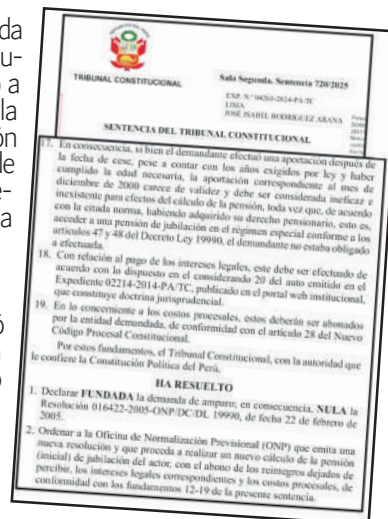 da
u-
o a
la
ón
de
e-
a
ó
o
TRIBUNAL CONSTITUCIONAL
Sala Segunda. Sentencia 720/2025
EXP. N.° 04263-2024-PA/TC
LIMA
JOSÉ ISABEL RODRIGUEZ ARANA
SENTENCIA DEL TRIBUNAL CONSTITUCIONAL
17. En consecuencia, si bien el demandante efectuó una aportación después de
la fecha de cese, pese a contar con los años exigidos por ley y haber
cumplido la edad necesaria, la aportación correspondiente al mes de
diciembre de 2000 carece de validez y debe ser considerada ineficaz e
inexistente para efectos del cálculo de la pensión, toda vez que, de acuerdo
con la citada norma, habiendo adquirido su derecho pensionario, esto es,
acceder a una pensión de jubilación en el régimen especial conforme a los
artículos 47 y 48 del Decreto Ley 19990, el demandante no estaba obligado
a efectuarla.
18. Con relación al pago de los intereses legales, este debe ser efectuado de
acuerdo con lo dispuesto en el considerando 20 del auto emitido en el
Expediente 02214-2014-PA/TC, publicado en el portal web institucional,
que constituye doctrina jurisprudencial.
19. En lo concerniente a los costos procesales, estos deberán ser abonados
por la entidad demandada, de conformidad con el artículo 28 del Nuevo
Código Procesal Constitucional.
Por estos fundamentos, el Tribunal Constitucional, con la autoridad que
le confiere la Constitución Política del Perú,
HA RESUELTO
1. Declarar FUNDADA la demanda de amparo; en consecuencia, NULA la
Resolución 016422-2005-ONP/DC/DL 19990, de fecha 22 de febrero de
2005.
2. Ordenar a la Oficina de Normalización Previsional (ONP) que emita una
nueva resolución y que proceda a realizar un nuevo cálculo de la pensión
(inicial) de jubilación del actor, con el abono de los reintegros dejados de
percibir, los intereses legales correspondientes y los costos procesales, de
conformidad con los fundamentos 12-19 de la presente sentencia.